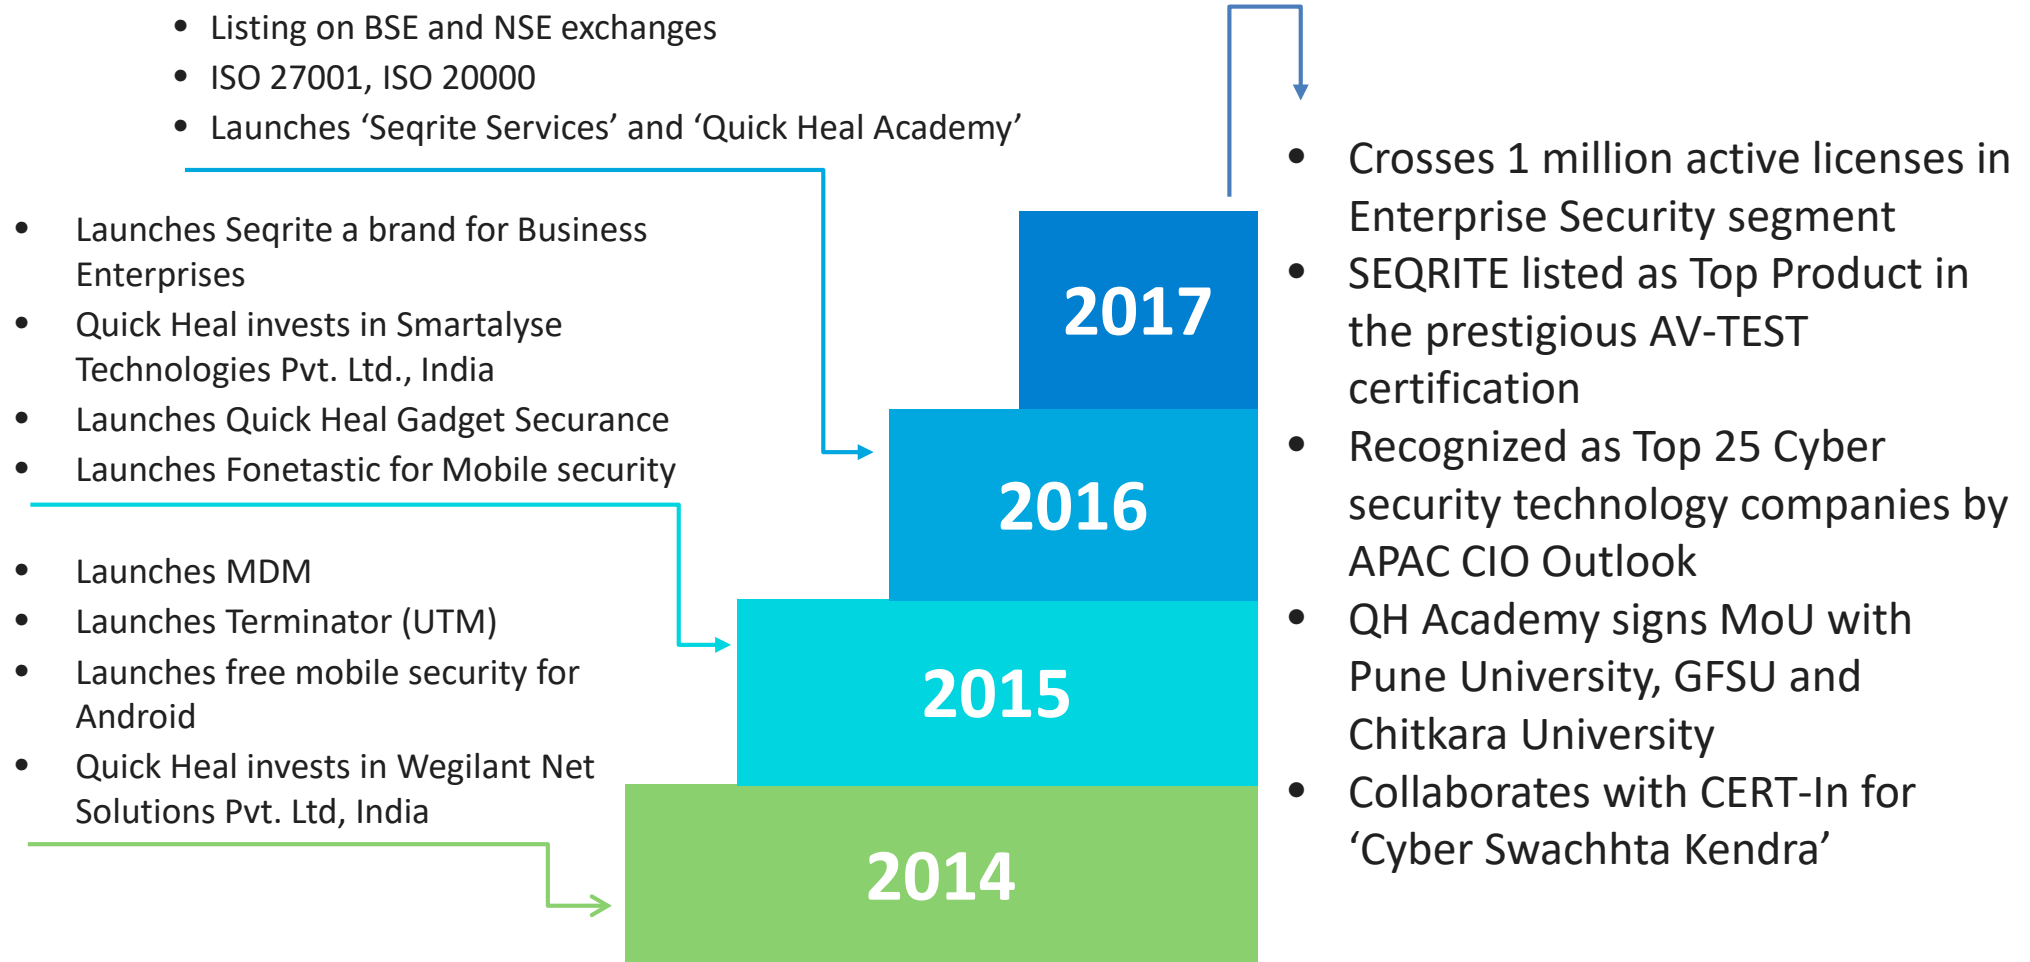 • Listing on BSE and NSE exchanges
• ISO 27001, ISO 20000
• Launches ‘Seqrite Services’ and ‘Quick Heal Academy’
• Launches Seqrite a brand for Business
Enterprises
• Quick Heal invests in Smartalyse
Technologies Pvt. Ltd., India
• Launches Quick Heal Gadget Securance
• Launches Fonetastic for Mobile security
• Launches MDM
• Launches Terminator (UTM)
• Launches free mobile security for
Android
• Quick Heal invests in Wegilant Net
Solutions Pvt. Ltd, India
2017
2016
2015
2014
• Crosses 1 million active licenses in
Enterprise Security segment
• SEQRITE listed as Top Product in
the prestigious AV-TEST
certification
• Recognized as Top 25 Cyber
security technology companies by
APAC CIO Outlook
• QH Academy signs MoU with
Pune University, GFSU and
Chitkara University
• Collaborates with CERT-In for
‘Cyber Swachhta Kendra’